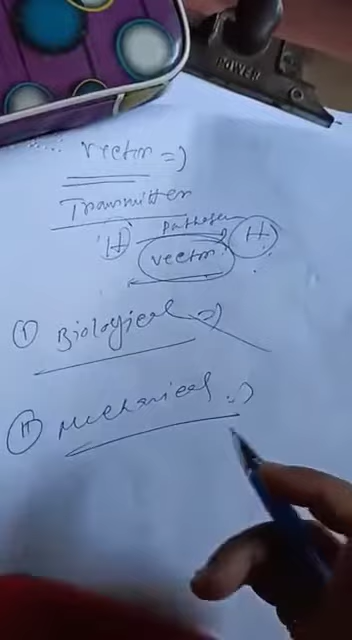 POWER
Vector =)
Transmitter
Pathogen
H vector H
I Biological =)
II Mechanical =)